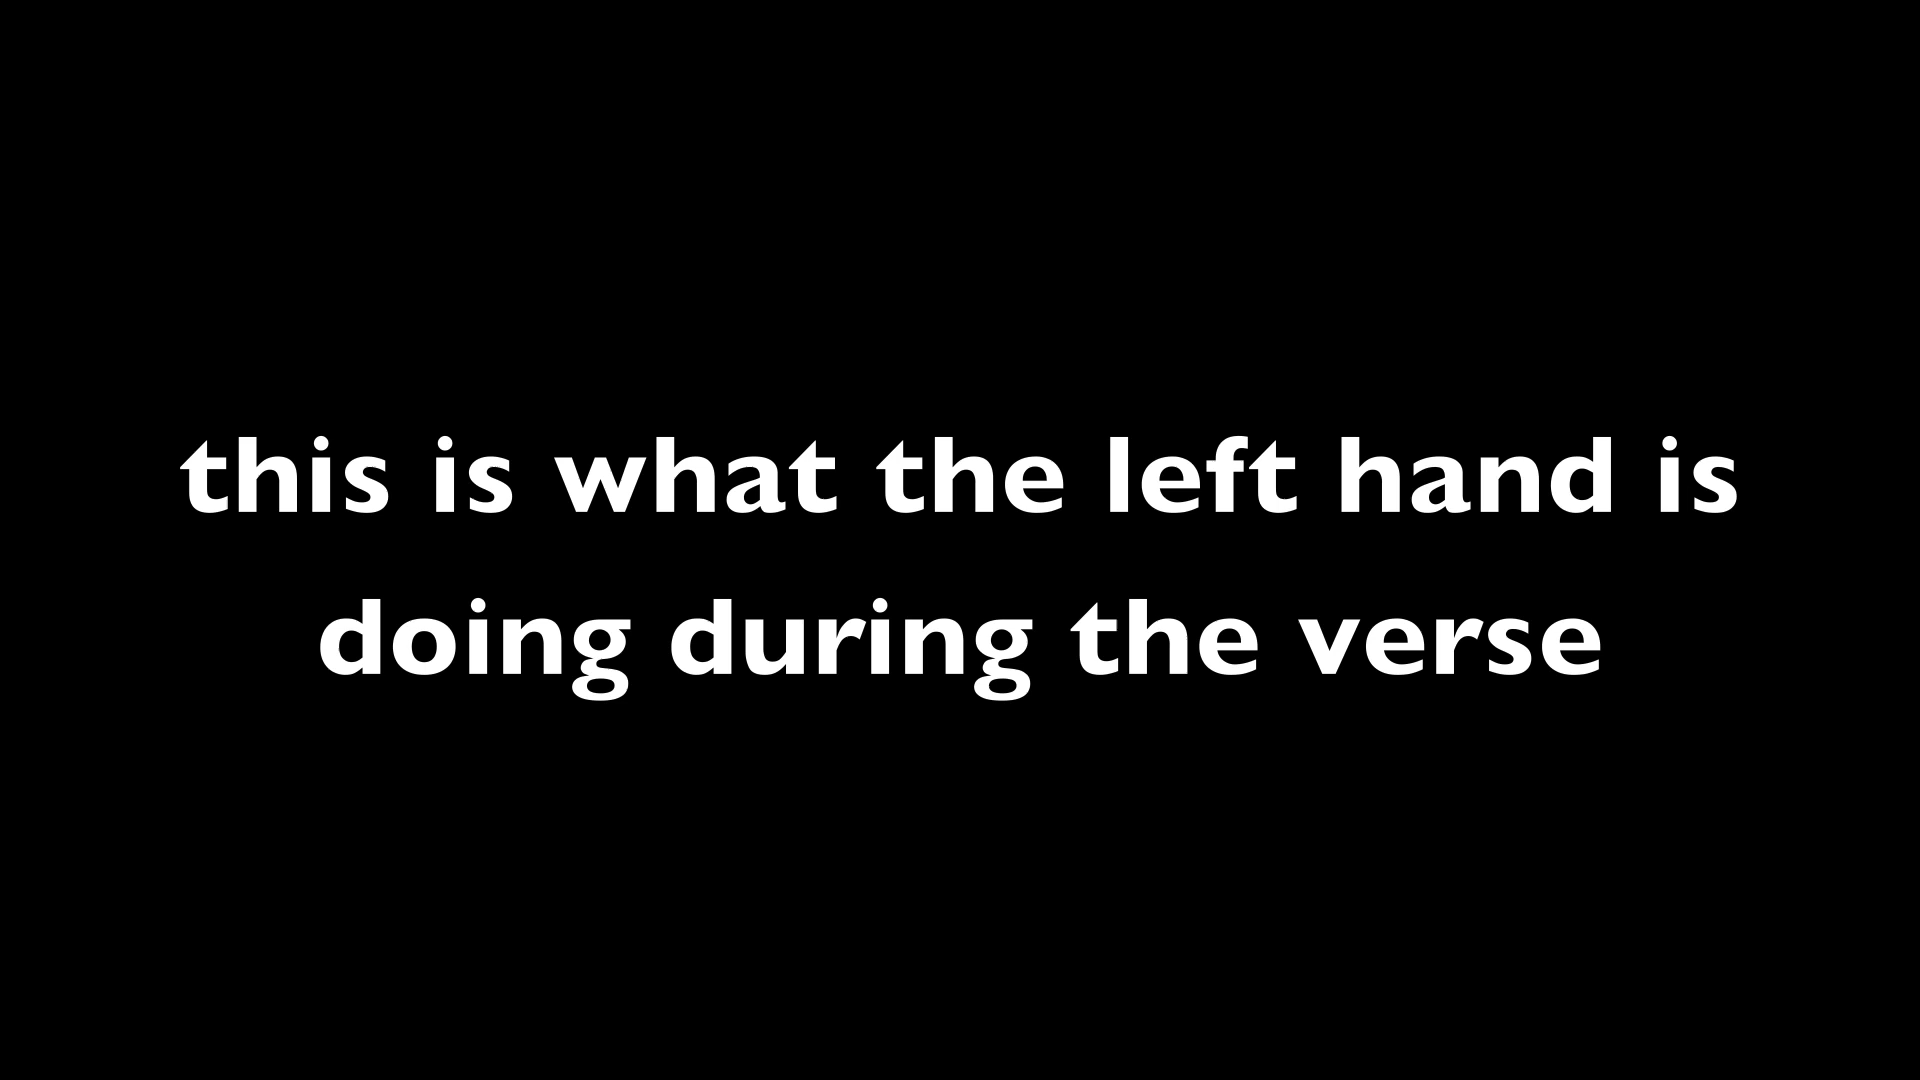 this is what the left hand is
doing during the verse